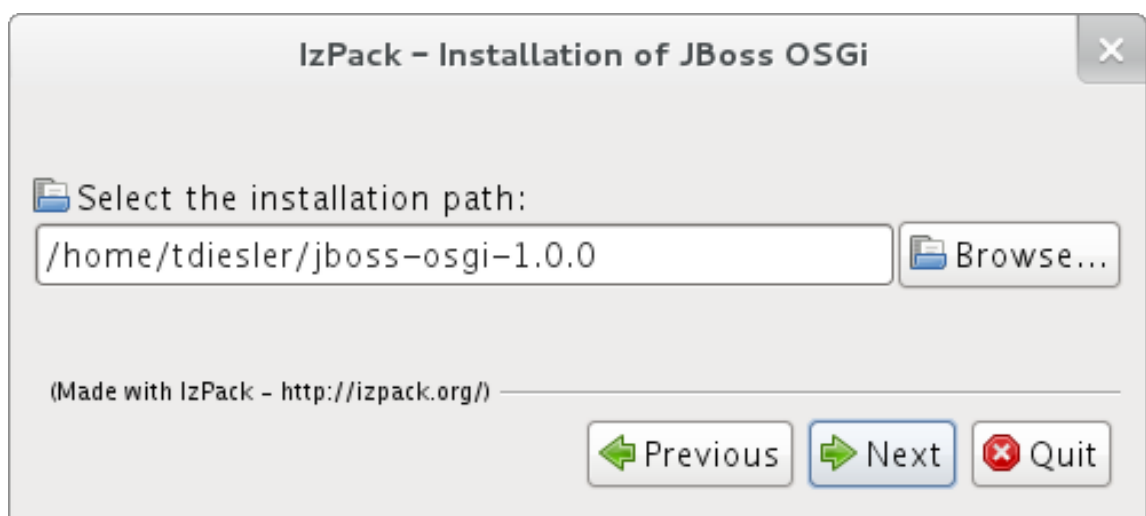 IzPack – Installation of JBoss OSGi
Select the installation path:
/home/tdiesler/jboss-osgi-1.0.0
Browse...
(Made with IzPack - http://izpack.org/)
Previous
Next
Quit